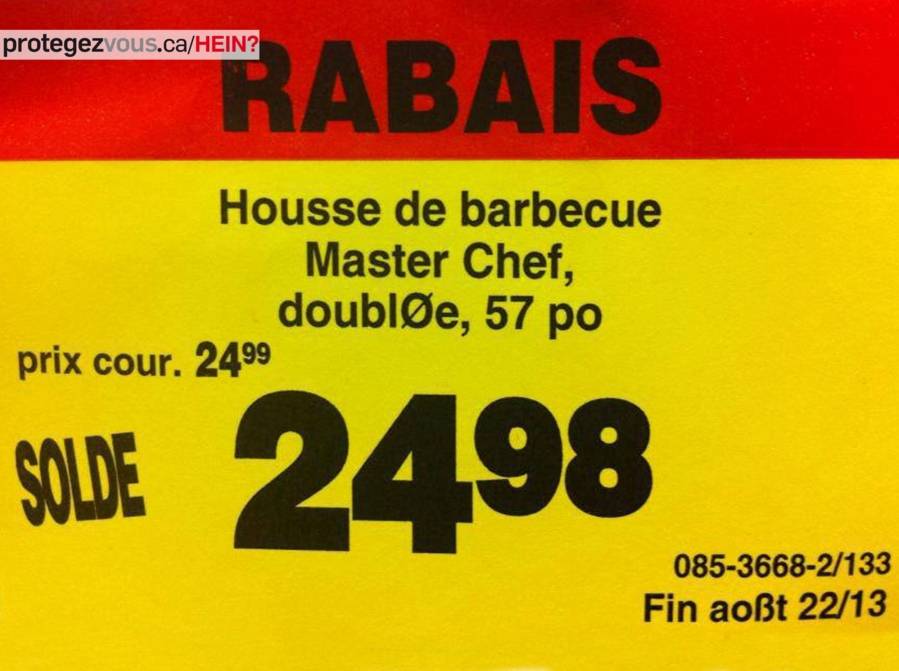 protegezvous.ca/HEIN?
RABAIS
Housse de barbecue
Master Chef,
doublØe, 57 po
prix cour. 24⁹⁹
SOLDE 24⁹⁸
085-3668-2/133
Fin aoßt 22/13